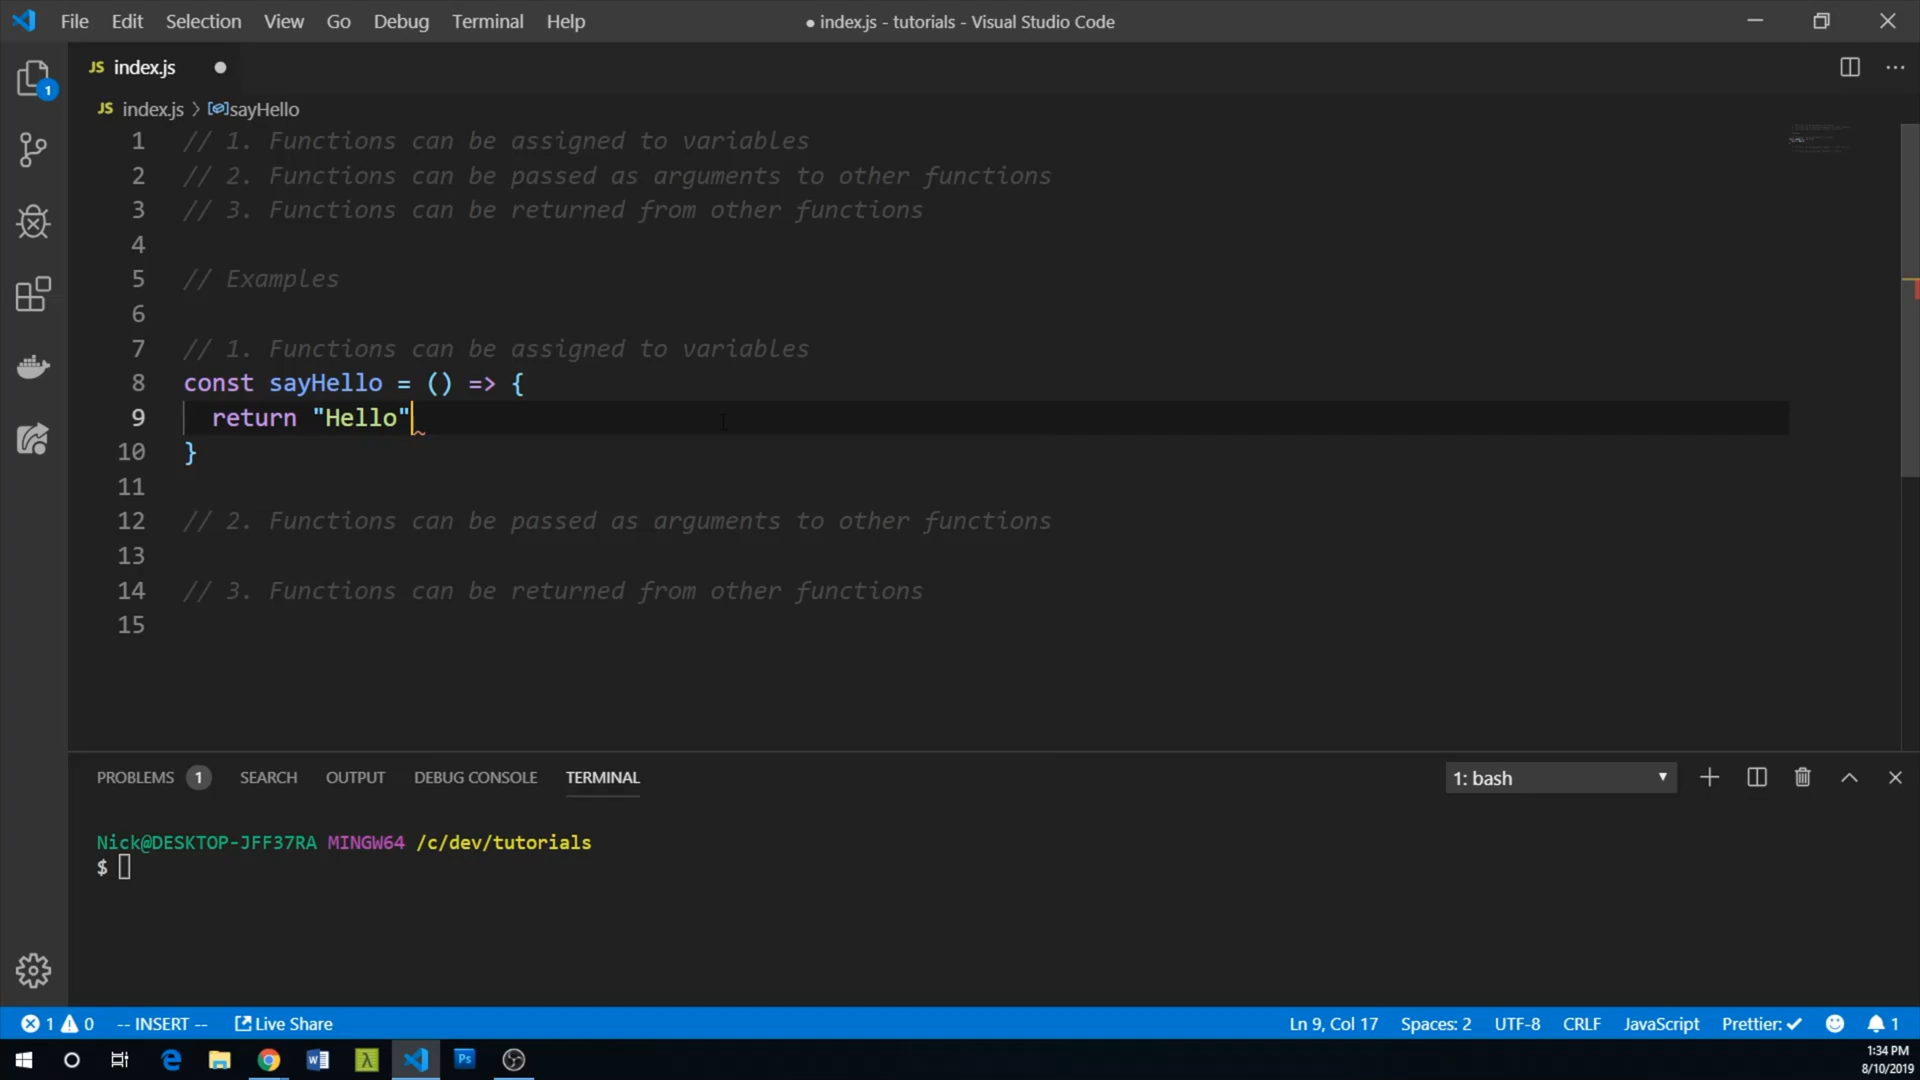 File Edit Selection View Go Debug Terminal Help ● index.js - tutorials - Visual Studio Code
JS index.js ●
1
JS index.js > sayHello
1 // 1. Functions can be assigned to variables
2 // 2. Functions can be passed as arguments to other functions
3 // 3. Functions can be returned from other functions
4
5 // Examples
6
7 // 1. Functions can be assigned to variables
8 const sayHello = () => {
9 return "Hello"
10 }
11
12 // 2. Functions can be passed as arguments to other functions
13
14 // 3. Functions can be returned from other functions
15
PROBLEMS 1 SEARCH OUTPUT DEBUG CONSOLE TERMINAL 1: bash
Nick@DESKTOP-JFF37RA MINGW64 /c/dev/tutorials
$
1 0 -- INSERT -- Live Share Ln 9, Col 17 Spaces: 2 UTF-8 CRLF JavaScript Prettier: ✓ 1
W λ Ps 1:34 PM
8/10/2019